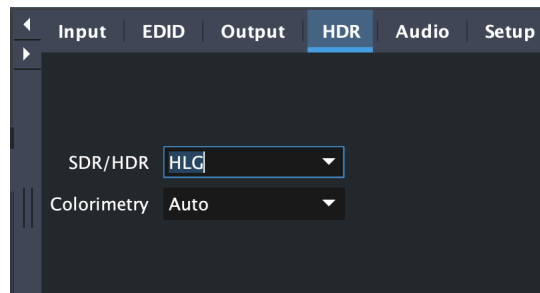 Input EDID Output HDR Audio Setup
SDR/HDR HLG
Colorimetry Auto